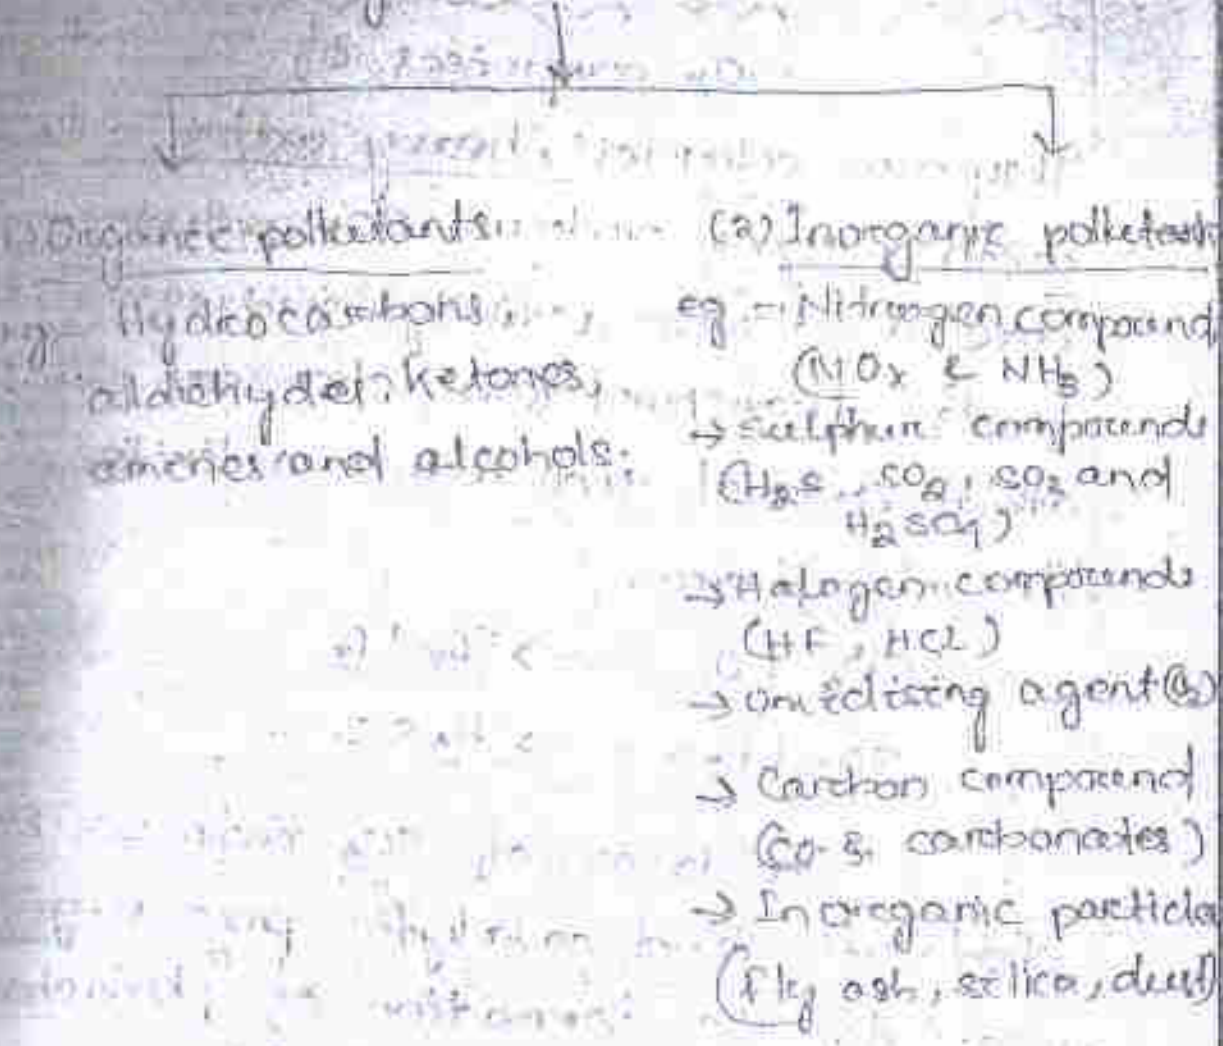 (1) Organic pollutants
eg - Hydrocarbons,
aldehydes, ketones,
amines and alcohols.
(2) Inorganic pollutants
eg - Nitrogen compound
(NOx & NH3)
→ Sulphur compounds
(H2S, SO2, SO3 and
H2SO4)
→ Halogen compounds
(HF, HCl)
→ Oxidising agent (O3)
→ Carbon compound
(CO & carbonates)
→ Inorganic particle
(fly ash, silica, dust)